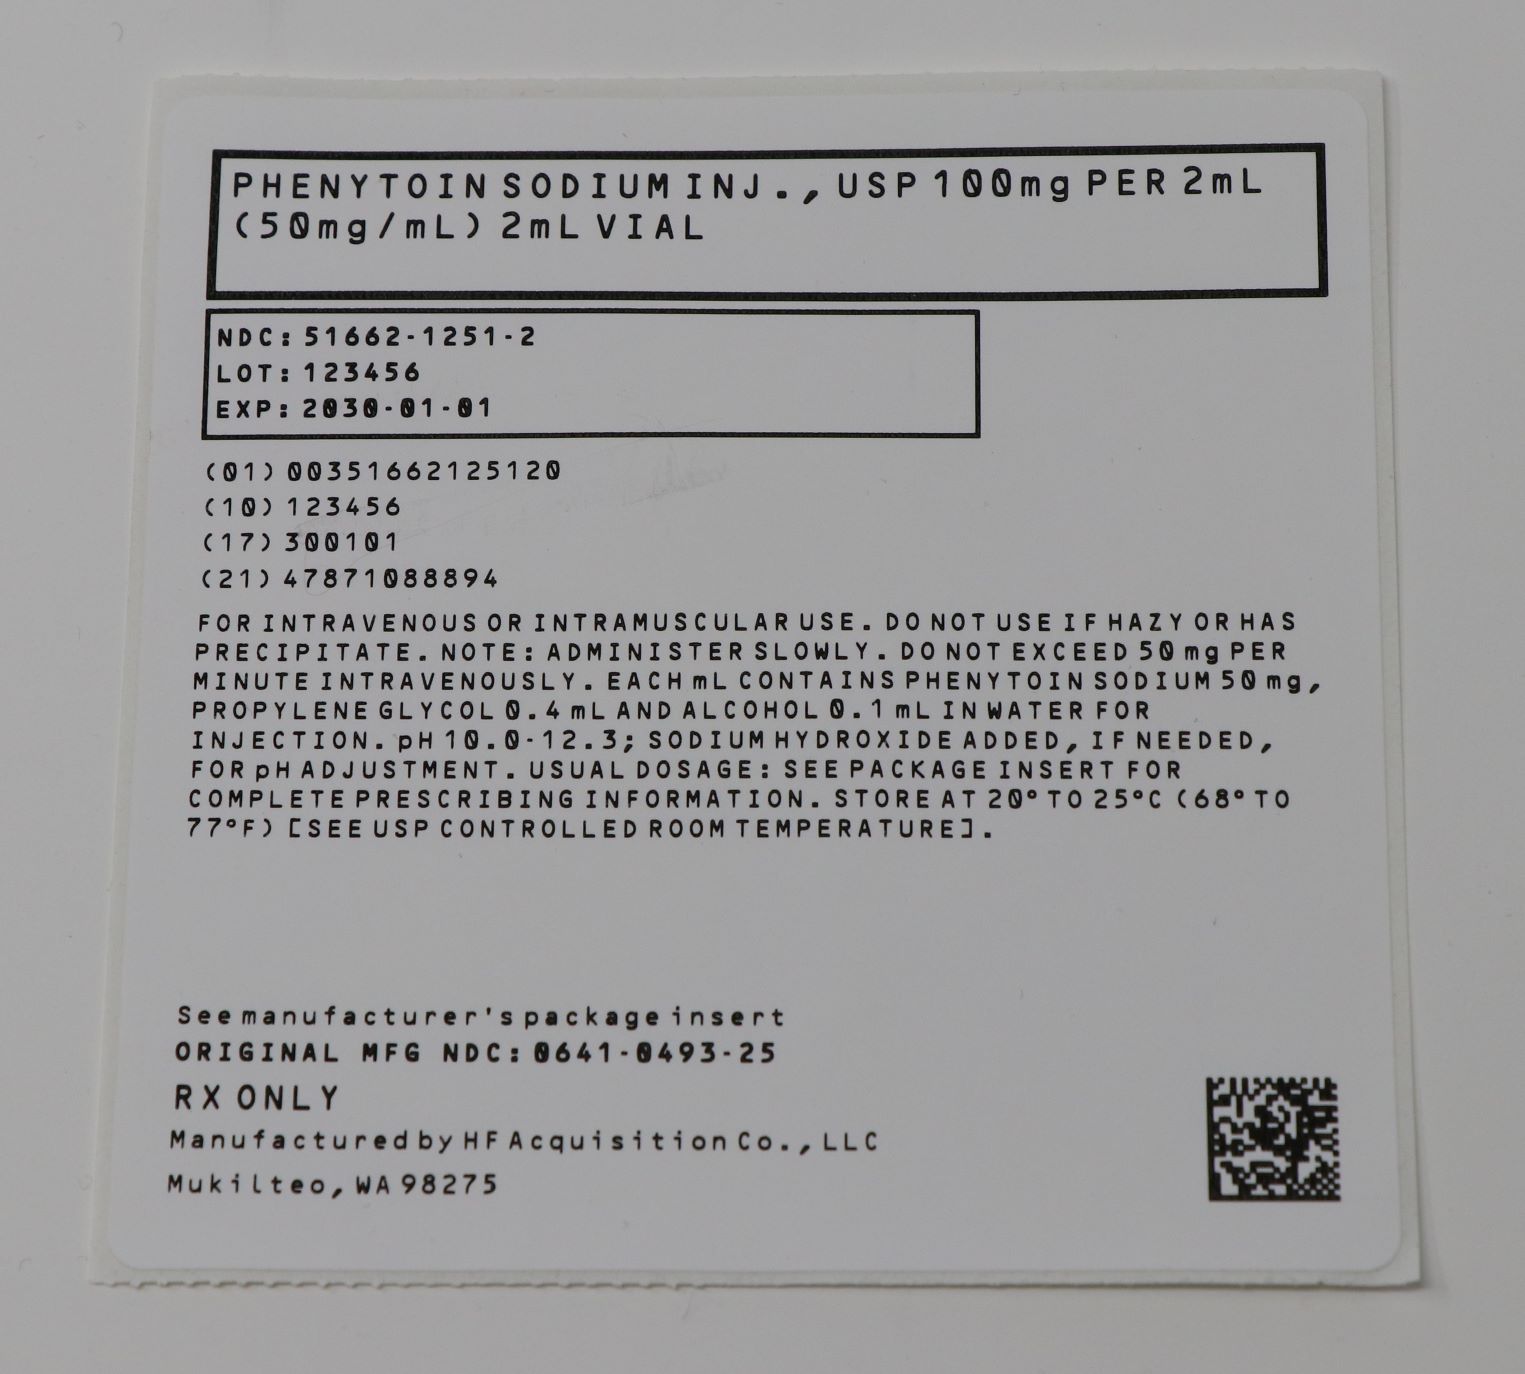 PHENYTOIN SODIUM INJ., USP 100mg PER 2mL
(50mg/mL) 2mL VIAL
NDC: 51662-1251-2
LOT: 123456
EXP: 2030-01-01
(01) 00351662125120
(10) 123456
(17) 300101
(21) 47871088894
FOR INTRAVENOUS OR INTRAMUSCULAR USE. DO NOT USE IF HAZY OR HAS
PRECIPITATE. NOTE: ADMINISTER SLOWLY. DO NOT EXCEED 50 mg PER
MINUTE INTRAVENOUSLY. EACH mL CONTAINS PHENYTOIN SODIUM 50 mg,
PROPYLENE GLYCOL 0.4 mL AND ALCOHOL 0.1 mL IN WATER FOR
INJECTION. pH 10.0-12.3; SODIUM HYDROXIDE ADDED, IF NEEDED,
FOR pH ADJUSTMENT. USUAL DOSAGE: SEE PACKAGE INSERT FOR
COMPLETE PRESCRIBING INFORMATION. STORE AT 20° TO 25°C (68° TO
77°F) [SEE USP CONTROLLED ROOM TEMPERATURE].
See manufacturer's package insert
ORIGINAL MFG NDC: 0641-0493-25
RX ONLY
Manufactured by HF Acquisition Co., LLC
Mukilteo, WA 98275